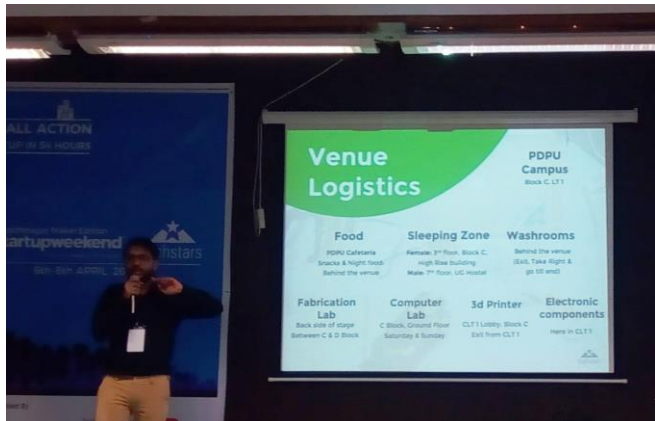 ALL ACTION
UP IN 54 HOURS
Maker Edition
startupweekend
techstars
6th-8th APRIL, 20
Venue
Logistics
PDPU
Campus
Block C, LT 1
Food
PDPU Cafeteria
Snacks & Night food:
Behind the venue
Sleeping Zone
Female: 3rd floor, Block C,
High Rise building
Male: 7th floor, UG Hostel
Washrooms
Behind the venue
(Exit, Take Right &
go till end)
Fabrication
Lab
Back side of stage
Between C & D Block
Computer
Lab
C Block, Ground Floor
Saturday & Sunday
3d Printer
CLT 1 Lobby, Block C
Exit from CLT 1
Electronic
components
Here in CLT 1